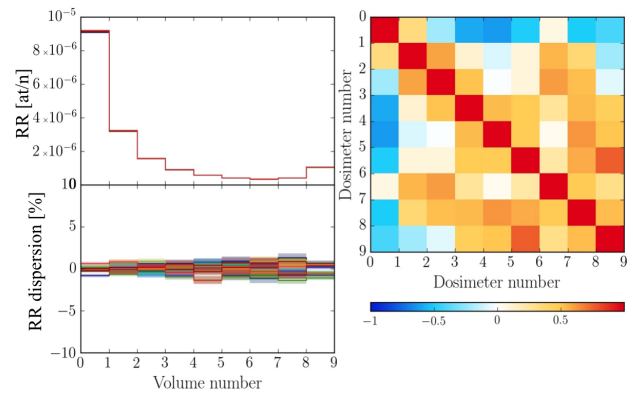 10⁻⁵
8 ×10⁻⁶
6 ×10⁻⁶
4 ×10⁻⁶
2 ×10⁻⁶
0
RR [at/n]
10
5
0
−5
−10
RR dispersion [%]
0 1 2 3 4 5 6 7 8 9
Volume number
0
1
2
3
4
5
6
7
8
9
Dosimeter number
0 1 2 3 4 5 6 7 8 9
Dosimeter number
−1 −0.5 0 0.5